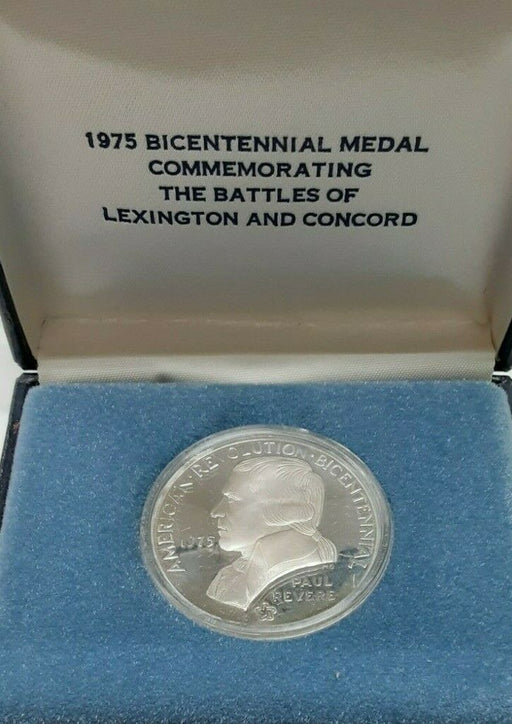 1975 BICENTENNIAL MEDAL
COMMEMORATING
THE BATTLES OF
LEXINGTON AND CONCORD
AMERICAN·REVOLUTION·BICENTENNIAL
1975
PAUL
REVERE